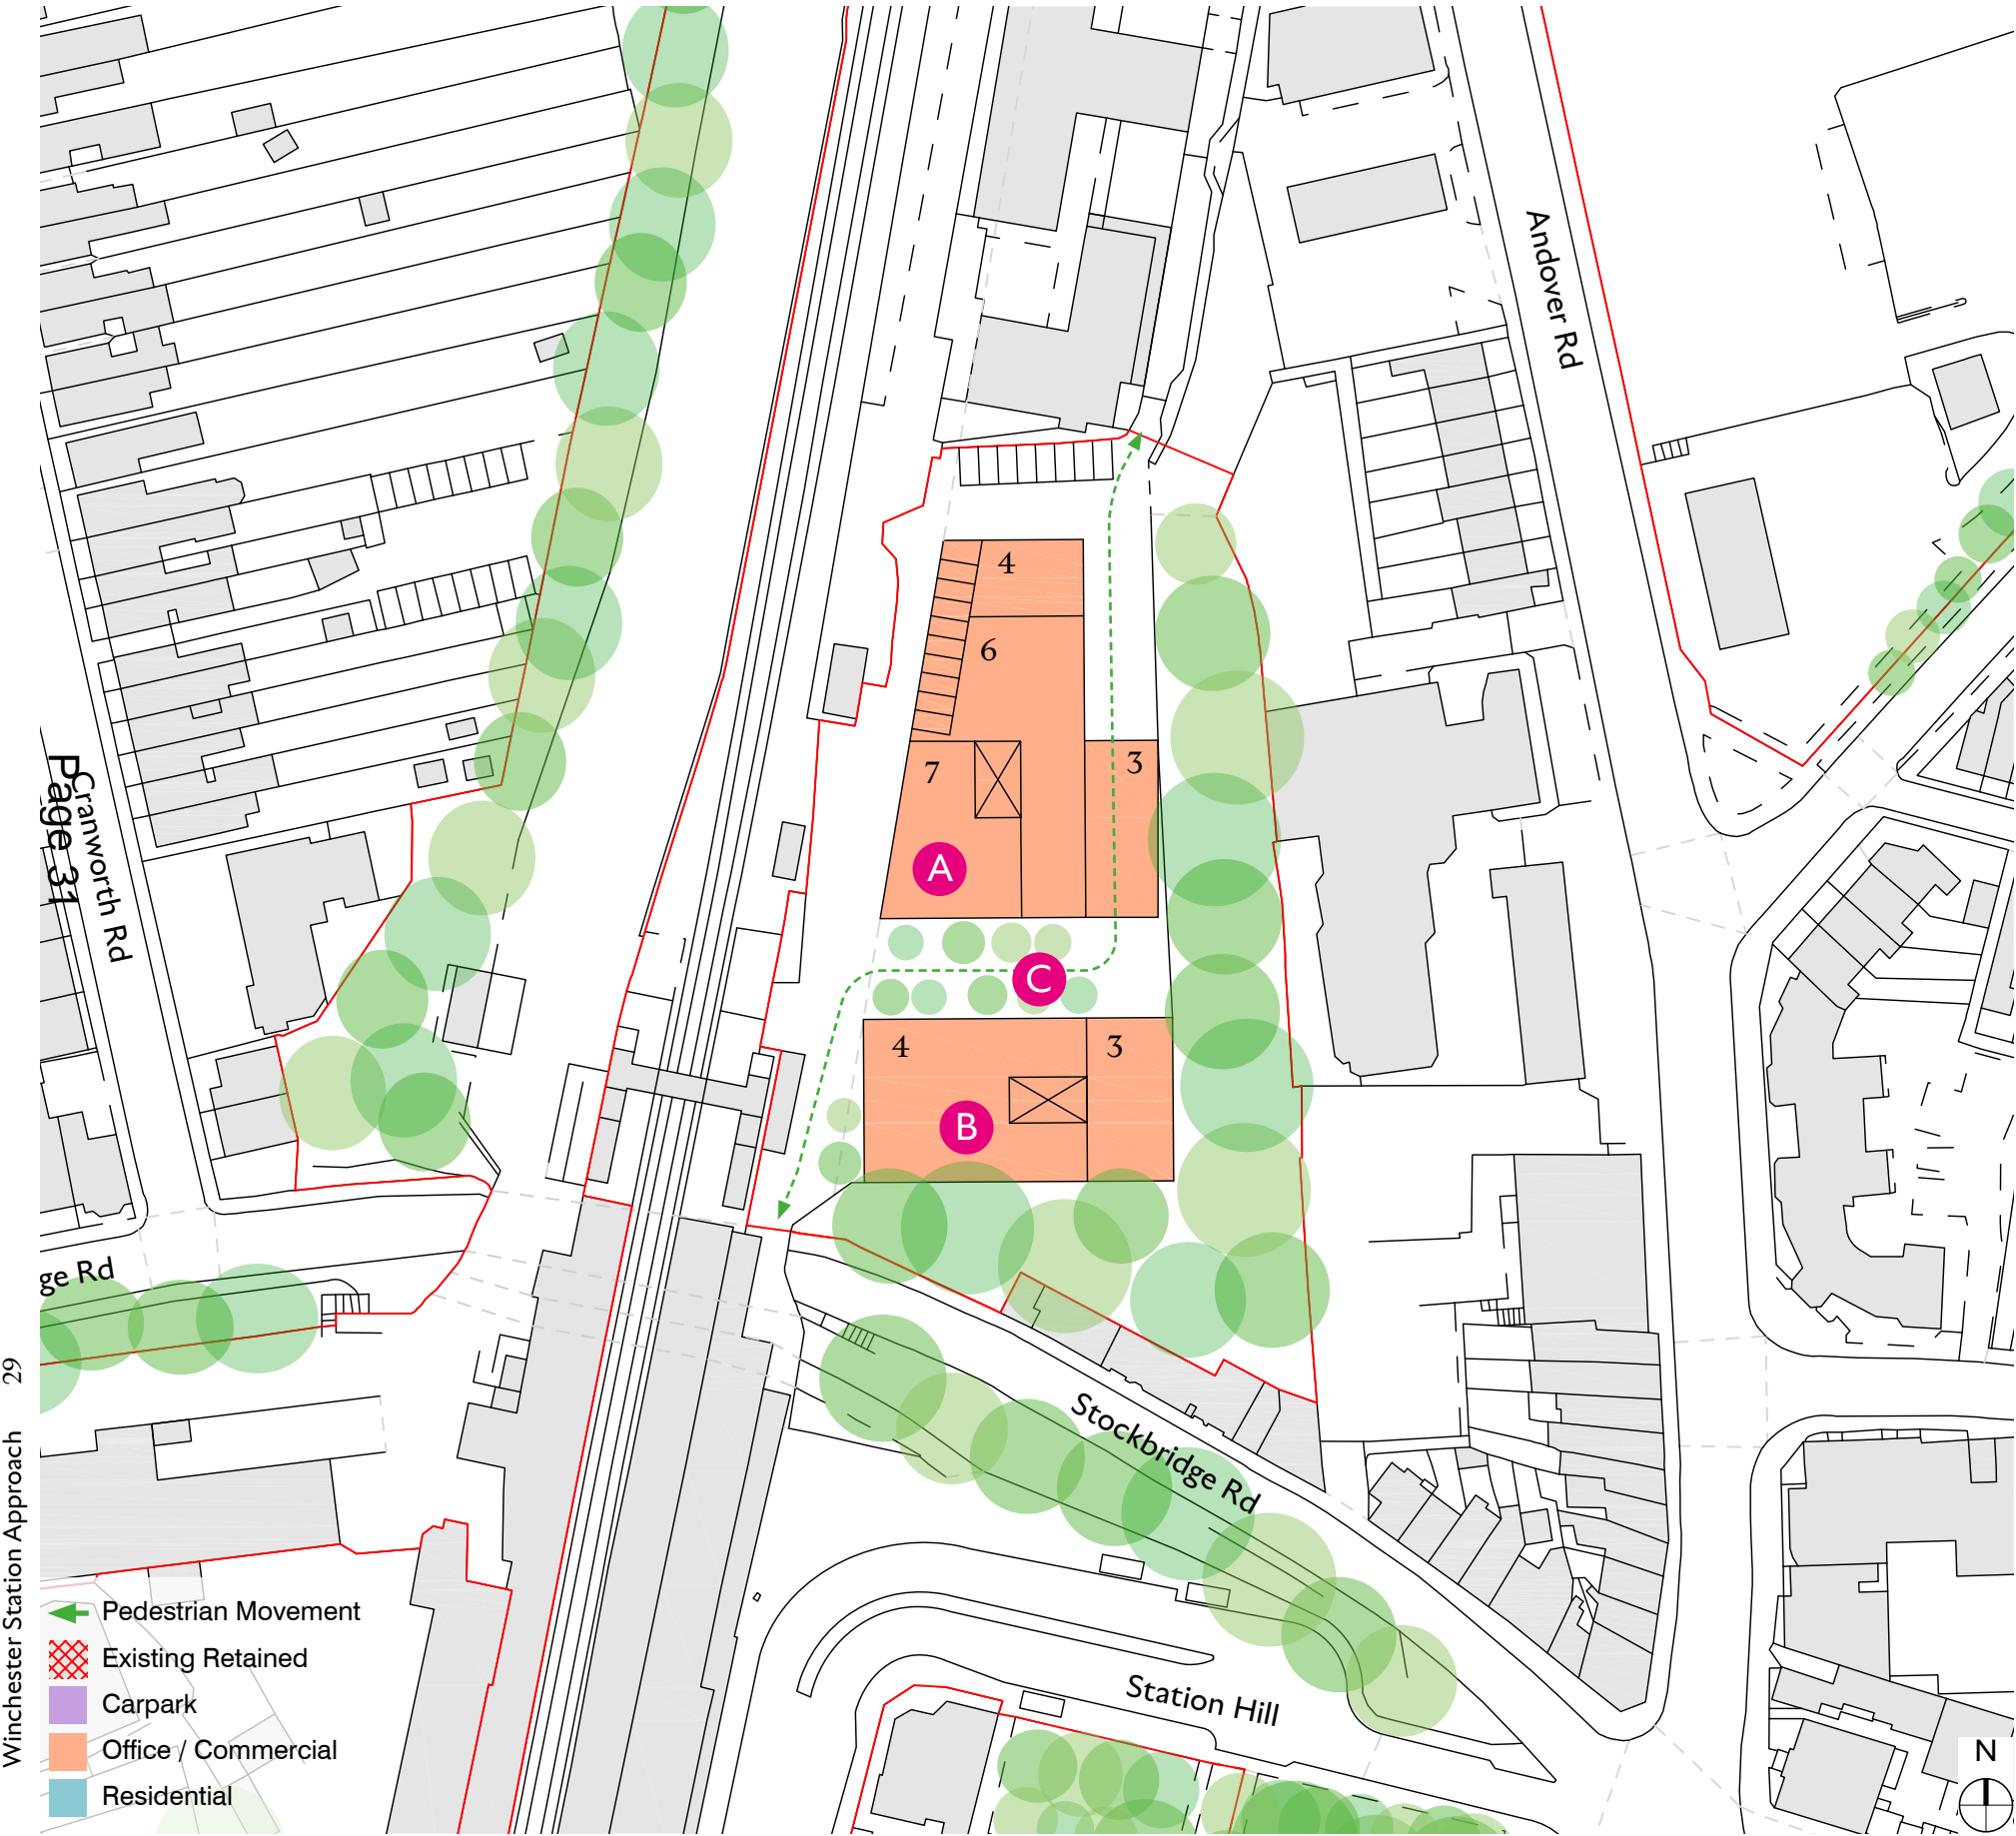 Andover Rd
4
6
7
3
A
C
4
3
B
Page 31
Cranworth Rd
ge Rd
Stockbridge Rd
Station Hill
Winchester Station Approach 29
Pedestrian Movement
Existing Retained
Carpark
Office / Commercial
Residential
N